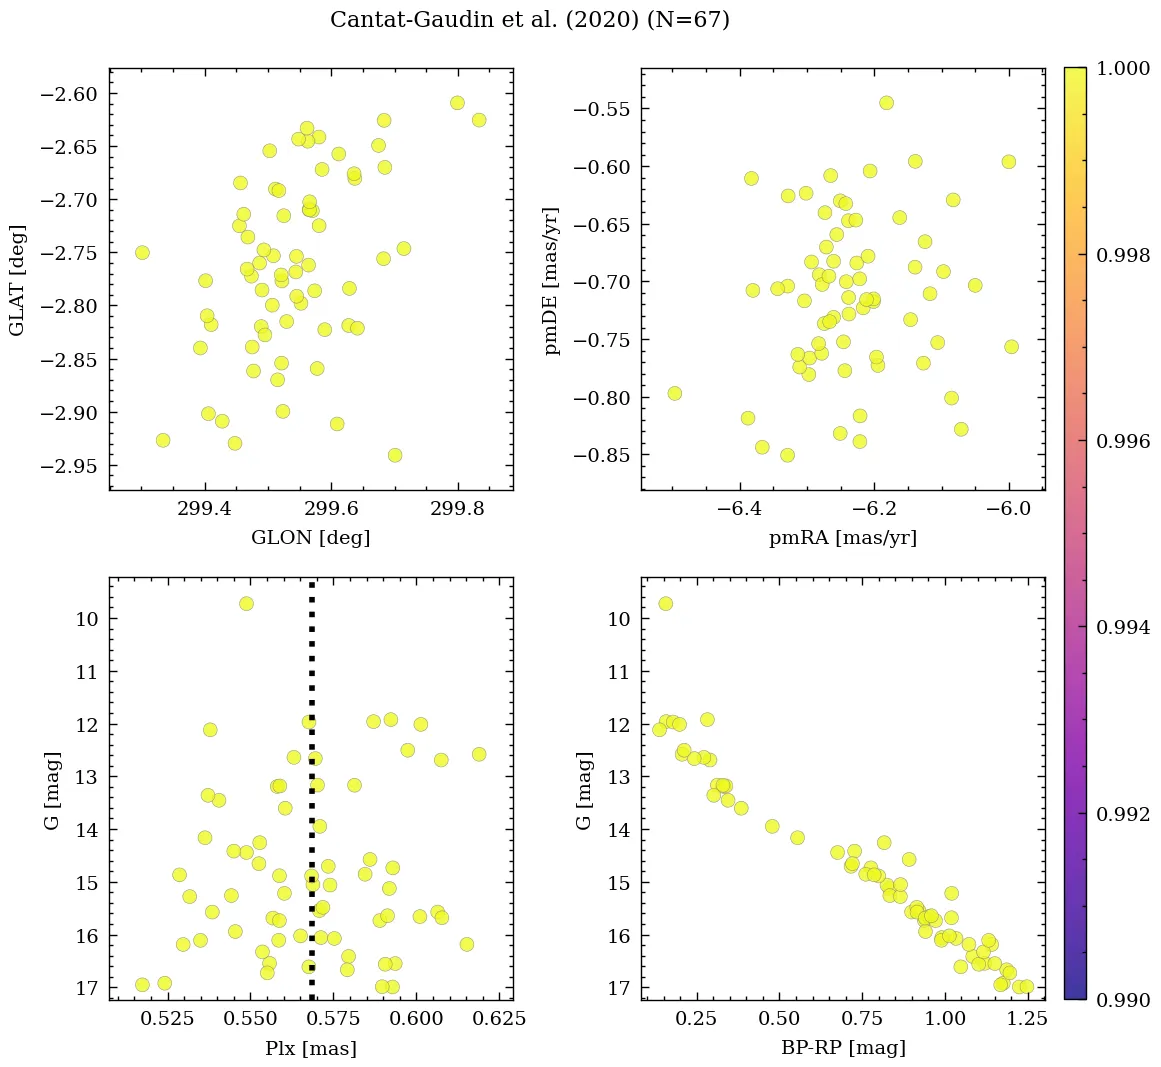 Cantat-Gaudin et al. (2020) (N=67)
−2.60
−2.65
−2.70
−2.75
−2.80
−2.85
−2.90
−2.95
GLAT [deg]
299.4 299.6 299.8
GLON [deg]
−0.55
−0.60
−0.65
−0.70
−0.75
−0.80
−0.85
pmDE [mas/yr]
−6.4 −6.2 −6.0
pmRA [mas/yr]
10
11
12
13
14
15
16
17
G [mag]
0.525 0.550 0.575 0.600 0.625
Plx [mas]
10
11
12
13
14
15
16
17
G [mag]
0.25 0.50 0.75 1.00 1.25
BP-RP [mag]
1.000
0.998
0.996
0.994
0.992
0.990